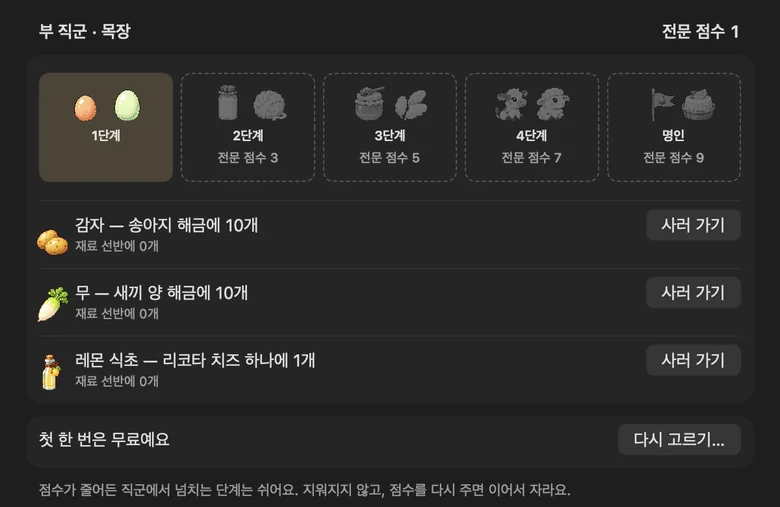 부 직군 · 목장
전문 점수 1
1단계
2단계
전문 점수 3
3단계
전문 점수 5
4단계
전문 점수 7
명인
전문 점수 9
감자 — 송아지 해금에 10개
재료 선반에 0개
사러 가기
무 — 새끼 양 해금에 10개
재료 선반에 0개
사러 가기
레몬 식초 — 리코타 치즈 하나에 1개
재료 선반에 0개
사러 가기
첫 한 번은 무료예요
다시 고르기...
점수가 줄어든 직군에서 넘치는 단계는 쉬어요. 지워지지 않고, 점수를 다시 주면 이어서 자라요.